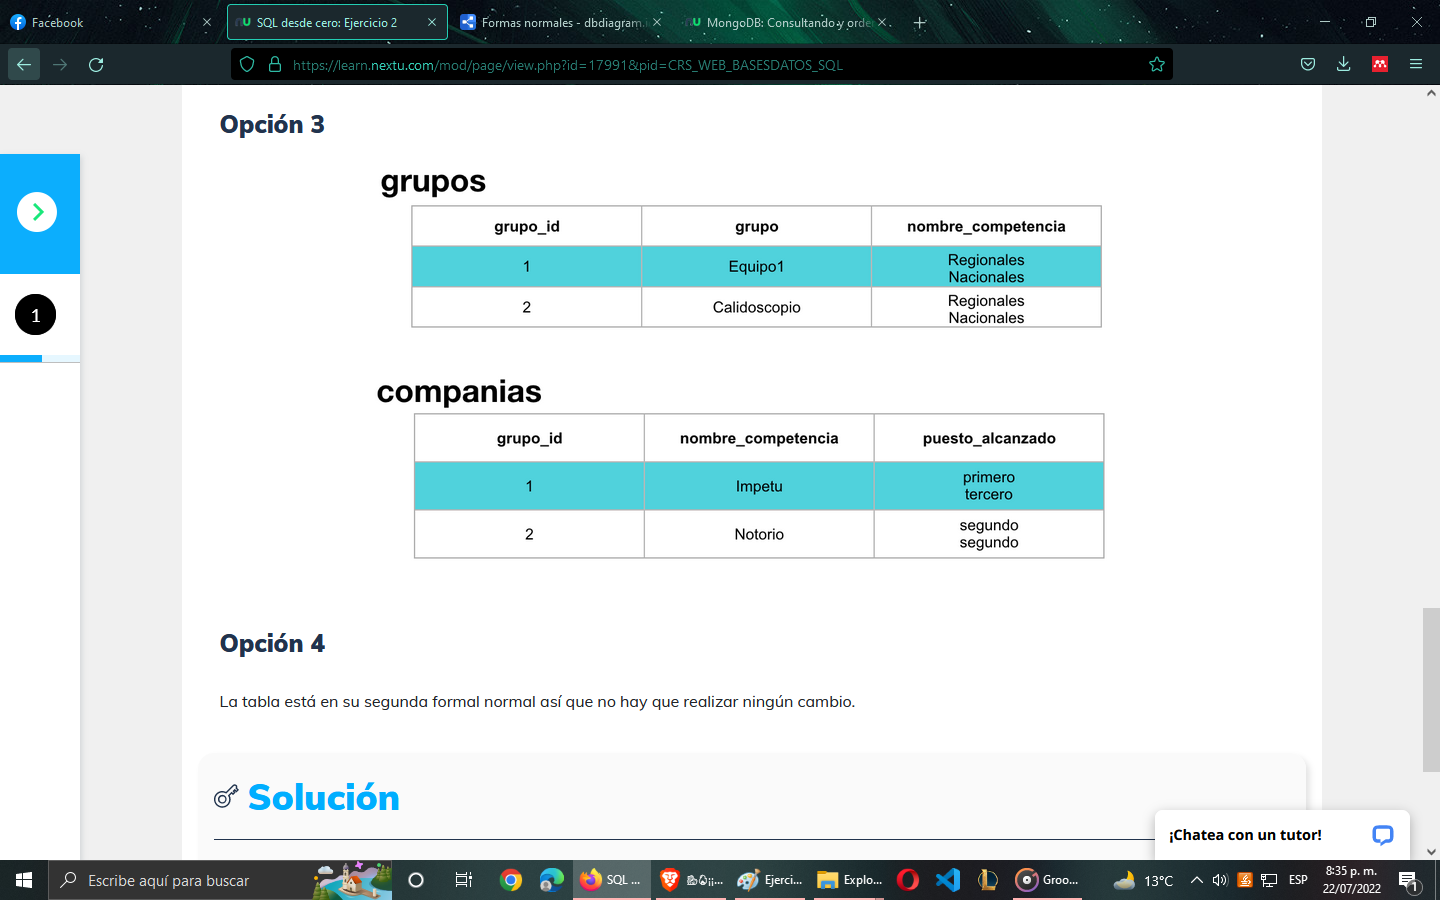 Facebook
SQL desde cero: Ejercicio 2
Formas normales - dbdiagram.
MongoDB: Consultando y orde
https://learn.nextu.com/mod/page/view.php?id=17991&pid=CRS_WEB_BASESDATOS_SQL
1
Opción 3
grupos
grupo_id grupo nombre_competencia
1 Equipo1 Regionales
Nacionales
2 Calidoscopio Regionales
Nacionales
companias
grupo_id nombre_competencia puesto_alcanzado
1 Impetu primero
tercero
2 Notorio segundo
segundo
Opción 4
La tabla está en su segunda formal normal así que no hay que realizar ningún cambio.
Solución
¡Chatea con un tutor!
Escribe aquí para buscar
SQL ...
Ejerci...
Explo...
Groo...
13°C
ESP
8:35 p. m.
22/07/2022
1